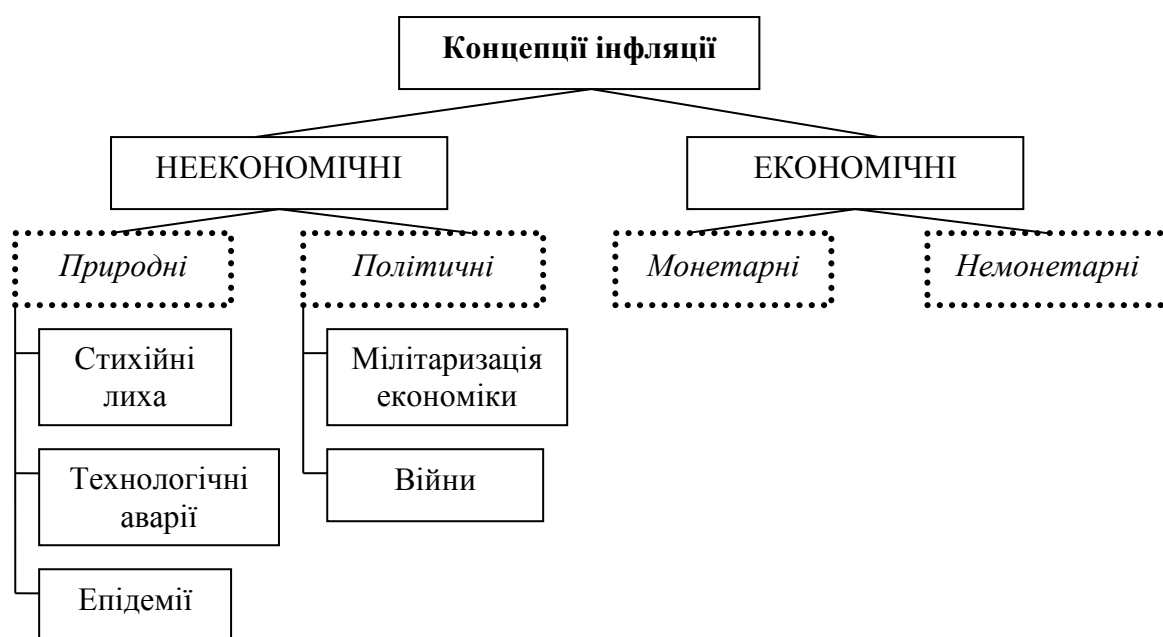 Концепції інфляції
НЕЕКОНОМІЧНІ
ЕКОНОМІЧНІ
Природні
Політичні
Монетарні
Немонетарні
Стихійні
лиха
Мілітаризація
економіки
Технологічні
аварії
Війни
Епідемії